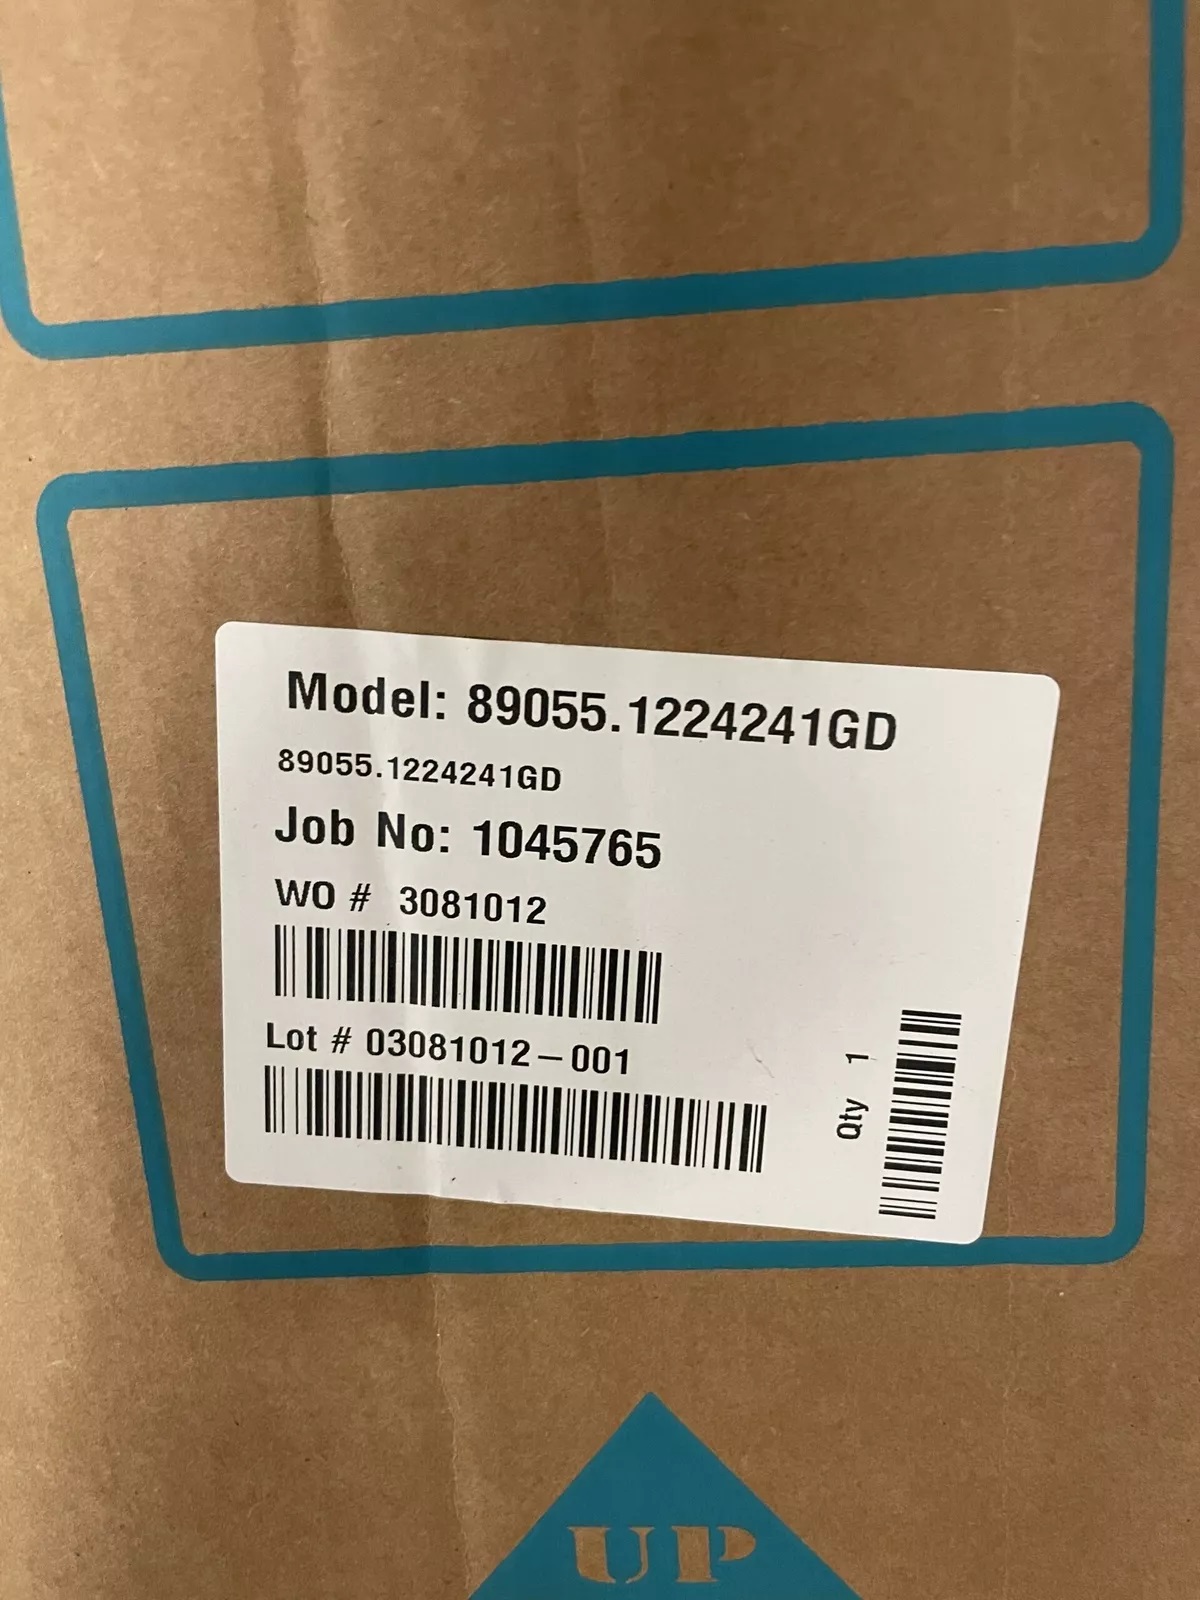 Model: 89055.1224241GD
89055.1224241GD
Job No: 1045765
WO # 3081012
Lot # 03081012-001
Qty 1
UP